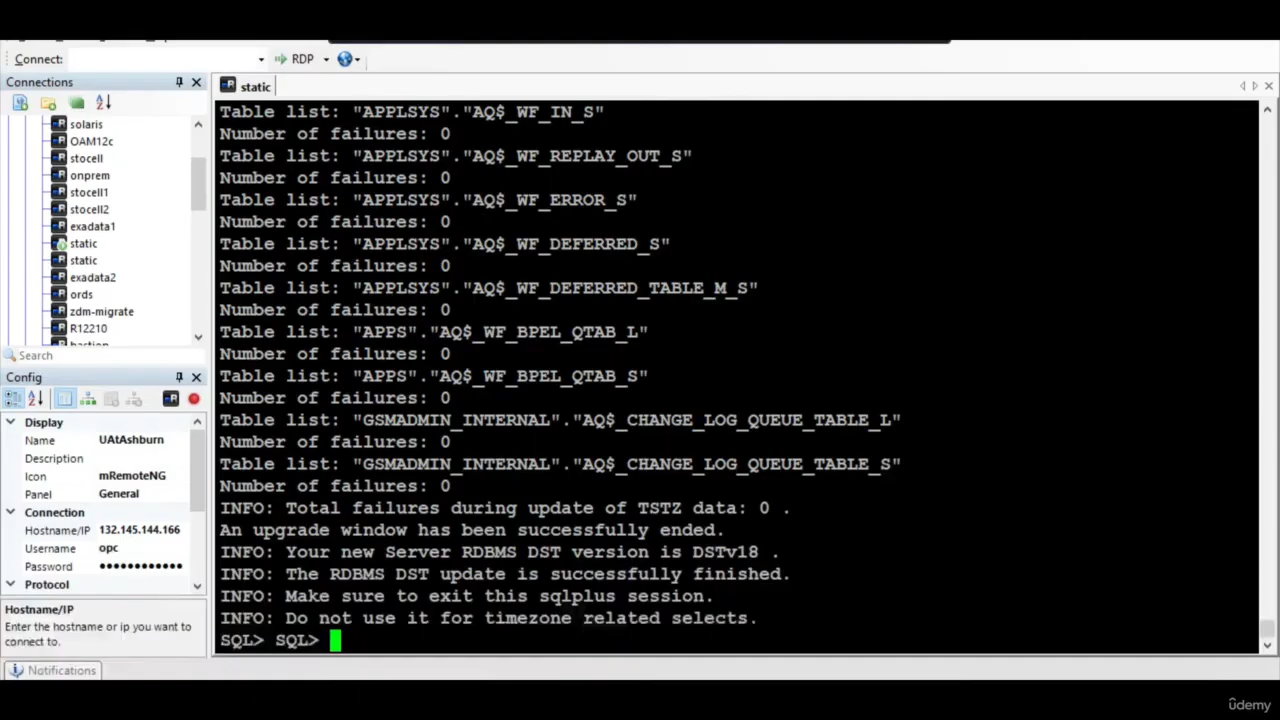 Connect:
RDP
Connections
static
solaris
OAM12c
stocell
onprem
stocell1
stocell2
exadata1
static
static
exadata2
ords
zdm-migrate
R12210
Search
Config
Display
Name UAtAshburn
Description
Icon mRemoteNG
Panel General
Connection
Hostname/IP 132.145.144.166
Username opc
Password ••••••••••••
Protocol
Hostname/IP
Enter the hostname or ip you want to
connect to.
Notifications
Table list: "APPLSYS"."AQ$_WF_IN_S"
Number of failures: 0
Table list: "APPLSYS"."AQ$_WF_REPLAY_OUT_S"
Number of failures: 0
Table list: "APPLSYS"."AQ$_WF_ERROR_S"
Number of failures: 0
Table list: "APPLSYS"."AQ$_WF_DEFERRED_S"
Number of failures: 0
Table list: "APPLSYS"."AQ$_WF_DEFERRED_TABLE_M_S"
Number of failures: 0
Table list: "APPS"."AQ$_WF_BPEL_QTAB_L"
Number of failures: 0
Table list: "APPS"."AQ$_WF_BPEL_QTAB_S"
Number of failures: 0
Table list: "GSMADMIN_INTERNAL"."AQ$_CHANGE_LOG_QUEUE_TABLE_L"
Number of failures: 0
Table list: "GSMADMIN_INTERNAL"."AQ$_CHANGE_LOG_QUEUE_TABLE_S"
Number of failures: 0
INFO: Total failures during update of TSTZ data: 0 .
An upgrade window has been successfully ended.
INFO: Your new Server RDBMS DST version is DSTv18 .
INFO: The RDBMS DST update is successfully finished.
INFO: Make sure to exit this sqlplus session.
INFO: Do not use it for timezone related selects.
SQL> SQL>
ûdemy